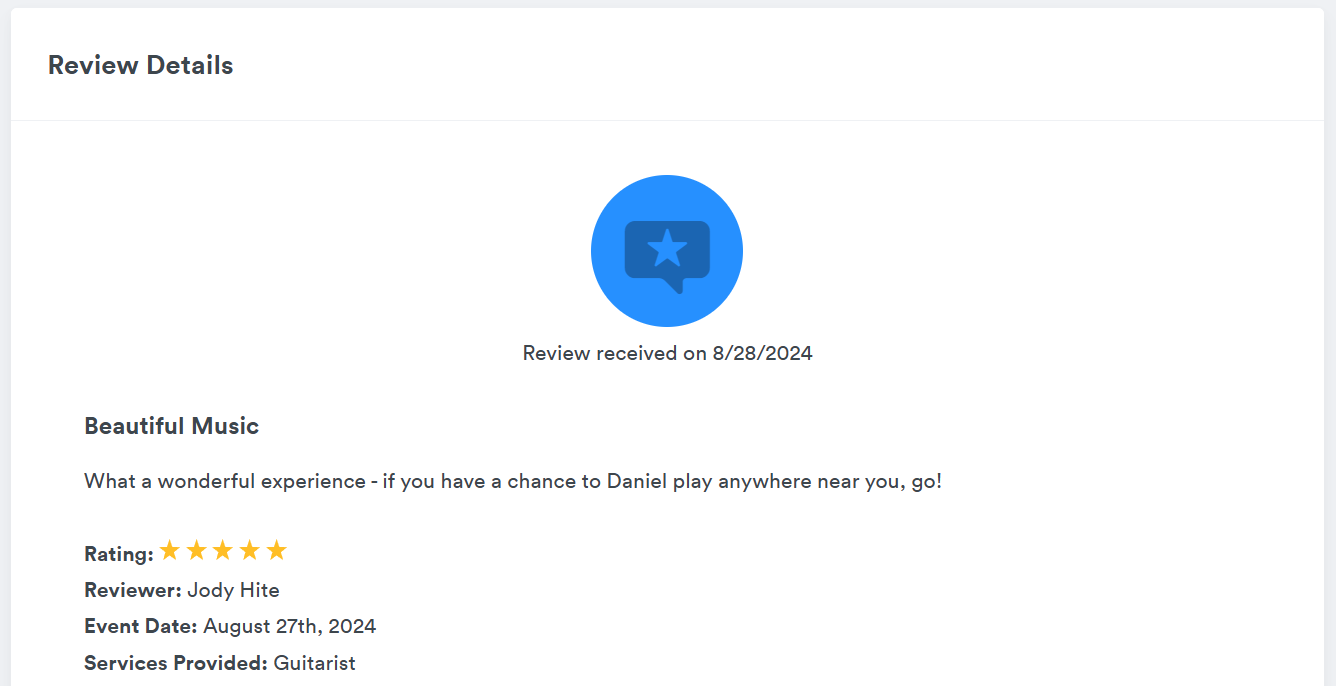 Review Details
Review received on 8/28/2024
Beautiful Music
What a wonderful experience - if you have a chance to Daniel play anywhere near you, go!
Rating:
Reviewer: Jody Hite
Event Date: August 27th, 2024
Services Provided: Guitarist